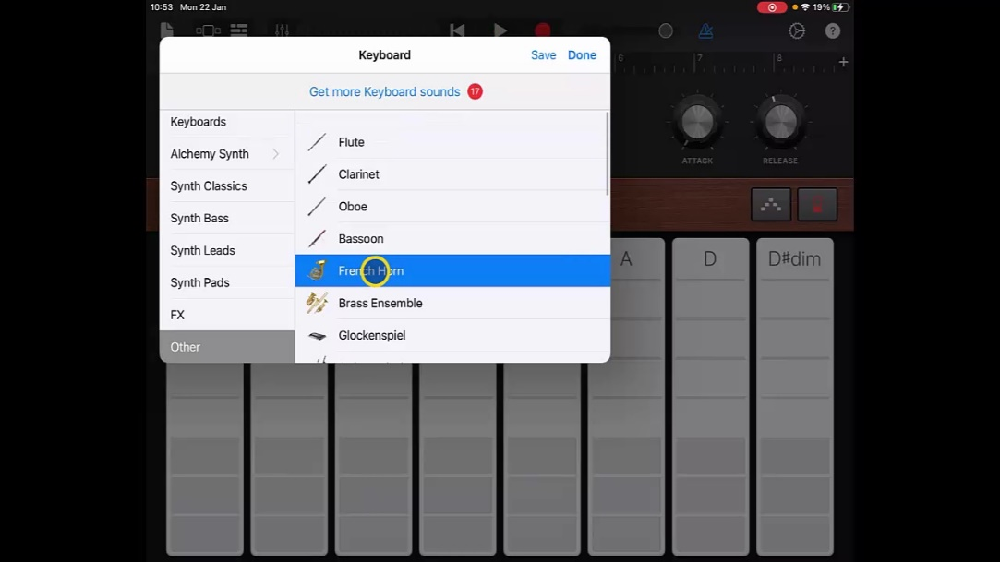 10:53 Mon 22 Jan 19%
Keyboard Save Done
6 7 8 +
Get more Keyboard sounds 17
Keyboards
Alchemy Synth
Synth Classics
Synth Bass
Synth Leads
Synth Pads
FX
Other
Flute
Clarinet
Oboe
Bassoon
French Horn
Brass Ensemble
Glockenspiel
ATTACK RELEASE
A D D#dim